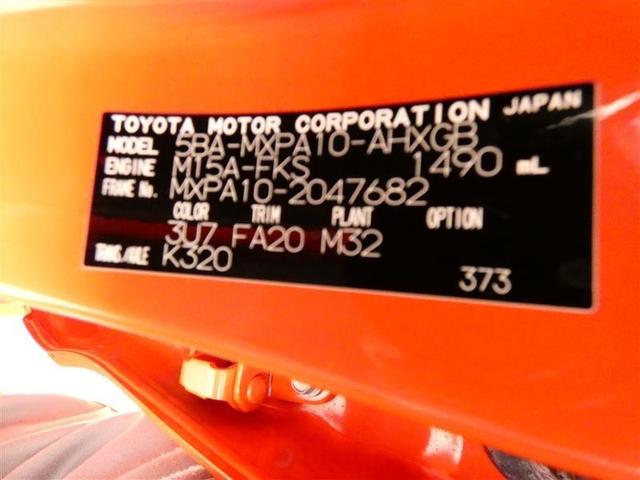 TOYOTA MOTOR CORPORATION JAPAN
MODEL 5BA-MXPA10-AHXGB
ENGINE M15A-FKS 1490 mL
FRAME No. MXPA10-2047682
COLOR TRIM PLANT OPTION
3U7 FA20 M32
TRANS/AXLE K320
373